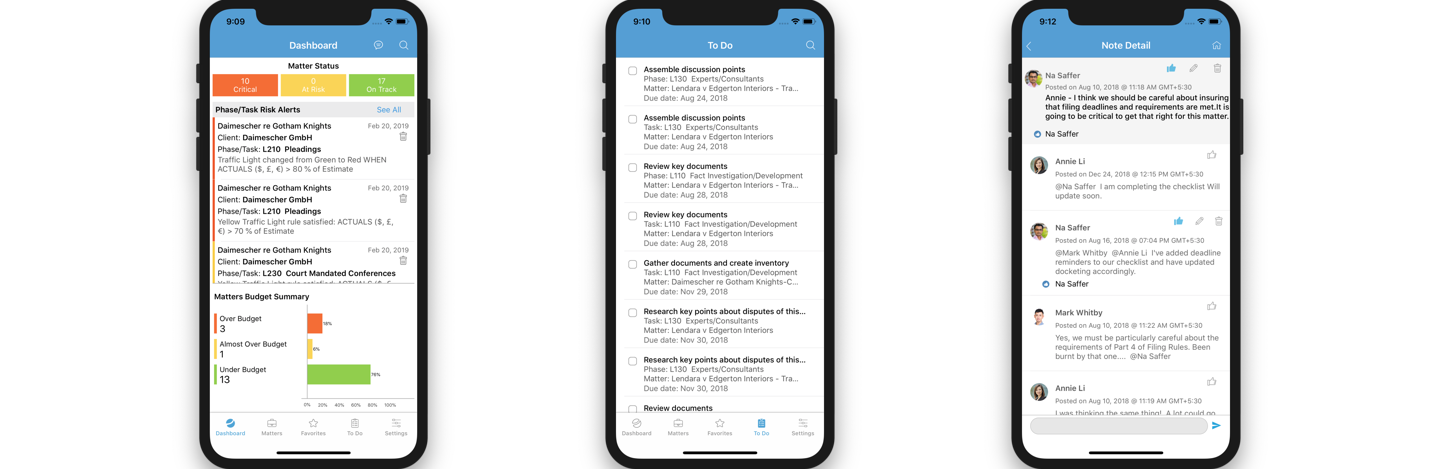 9:09
Dashboard
Matter Status
10
Critical
0
At Risk
17
On Track
Phase/Task Risk Alerts
See All
Daimescher re Gotham Knights
Feb 20, 2019
Client: Daimescher GmbH
Phase/Task: L210 Pleadings
Traffic Light changed from Green to Red WHEN
ACTUALS ($, £, €) > 80 % of Estimate
Daimescher re Gotham Knights
Feb 20, 2019
Client: Daimescher GmbH
Phase/Task: L210 Pleadings
Yellow Traffic Light rule satisfied: ACTUALS ($, £,
€) > 70 % of Estimate
Daimescher re Gotham Knights
Feb 20, 2019
Client: Daimescher GmbH
Phase/Task: L230 Court Mandated Conferences
Yellow Traffic Light rule satisfied: ACTUALS ($, £,
Matters Budget Summary
Over Budget
3
Almost Over Budget
1
Under Budget
13
18%
6%
76%
0% 20% 40% 60% 80% 100%
Dashboard
Matters
Favorites
To Do
Settings
9:10
To Do
Assemble discussion points
Phase: L130 Experts/Consultants
Matter: Lendara v Edgerton Interiors - Tra...
Due date: Aug 24, 2018
Assemble discussion points
Task: L130 Experts/Consultants
Matter: Lendara v Edgerton Interiors
Due date: Aug 24, 2018
Review key documents
Phase: L110 Fact Investigation/Development
Matter: Lendara v Edgerton Interiors - Tra...
Due date: Aug 28, 2018
Review key documents
Task: L110 Fact Investigation/Development
Matter: Lendara v Edgerton Interiors
Due date: Aug 28, 2018
Gather documents and create inventory
Task: L110 Fact Investigation/Development
Matter: Daimescher re Gotham Knights-C...
Due date: Nov 29, 2018
Research key points about disputes of this...
Task: L130 Experts/Consultants
Matter: Lendara v Edgerton Interiors
Due date: Nov 30, 2018
Research key points about disputes of this...
Phase: L130 Experts/Consultants
Matter: Lendara v Edgerton Interiors - Tra...
Due date: Nov 30, 2018
Review documents
Dashboard
Matters
Favorites
To Do
Settings
9:12
Note Detail
Na Saffer
Posted on Aug 10, 2018 @ 11:18 AM GMT+5:30
Annie - I think we should be careful about insuring
that filing deadlines and requirements are met.It is
going to be critical to get that right for this matter.
Na Saffer
Annie Li
Posted on Dec 24, 2018 @ 12:15 PM GMT+5:30
@Na Saffer I am completing the checklist Will
update soon.
Na Saffer
Posted on Aug 16, 2018 @ 07:04 PM GMT+5:30
@Mark Whitby @Annie Li I've added deadline
reminders to our checklist and have updated
docketing accordingly.
Na Saffer
Mark Whitby
Posted on Aug 10, 2018 @ 11:22 AM GMT+5:30
Yes, we must be particularly careful about the
requirements of Part 4 of Filing Rules. Been
burnt by that one.... @Na Saffer
Annie Li
Posted on Aug 10, 2018 @ 11:19 AM GMT+5:30
I was thinking the same thing! A lot could go